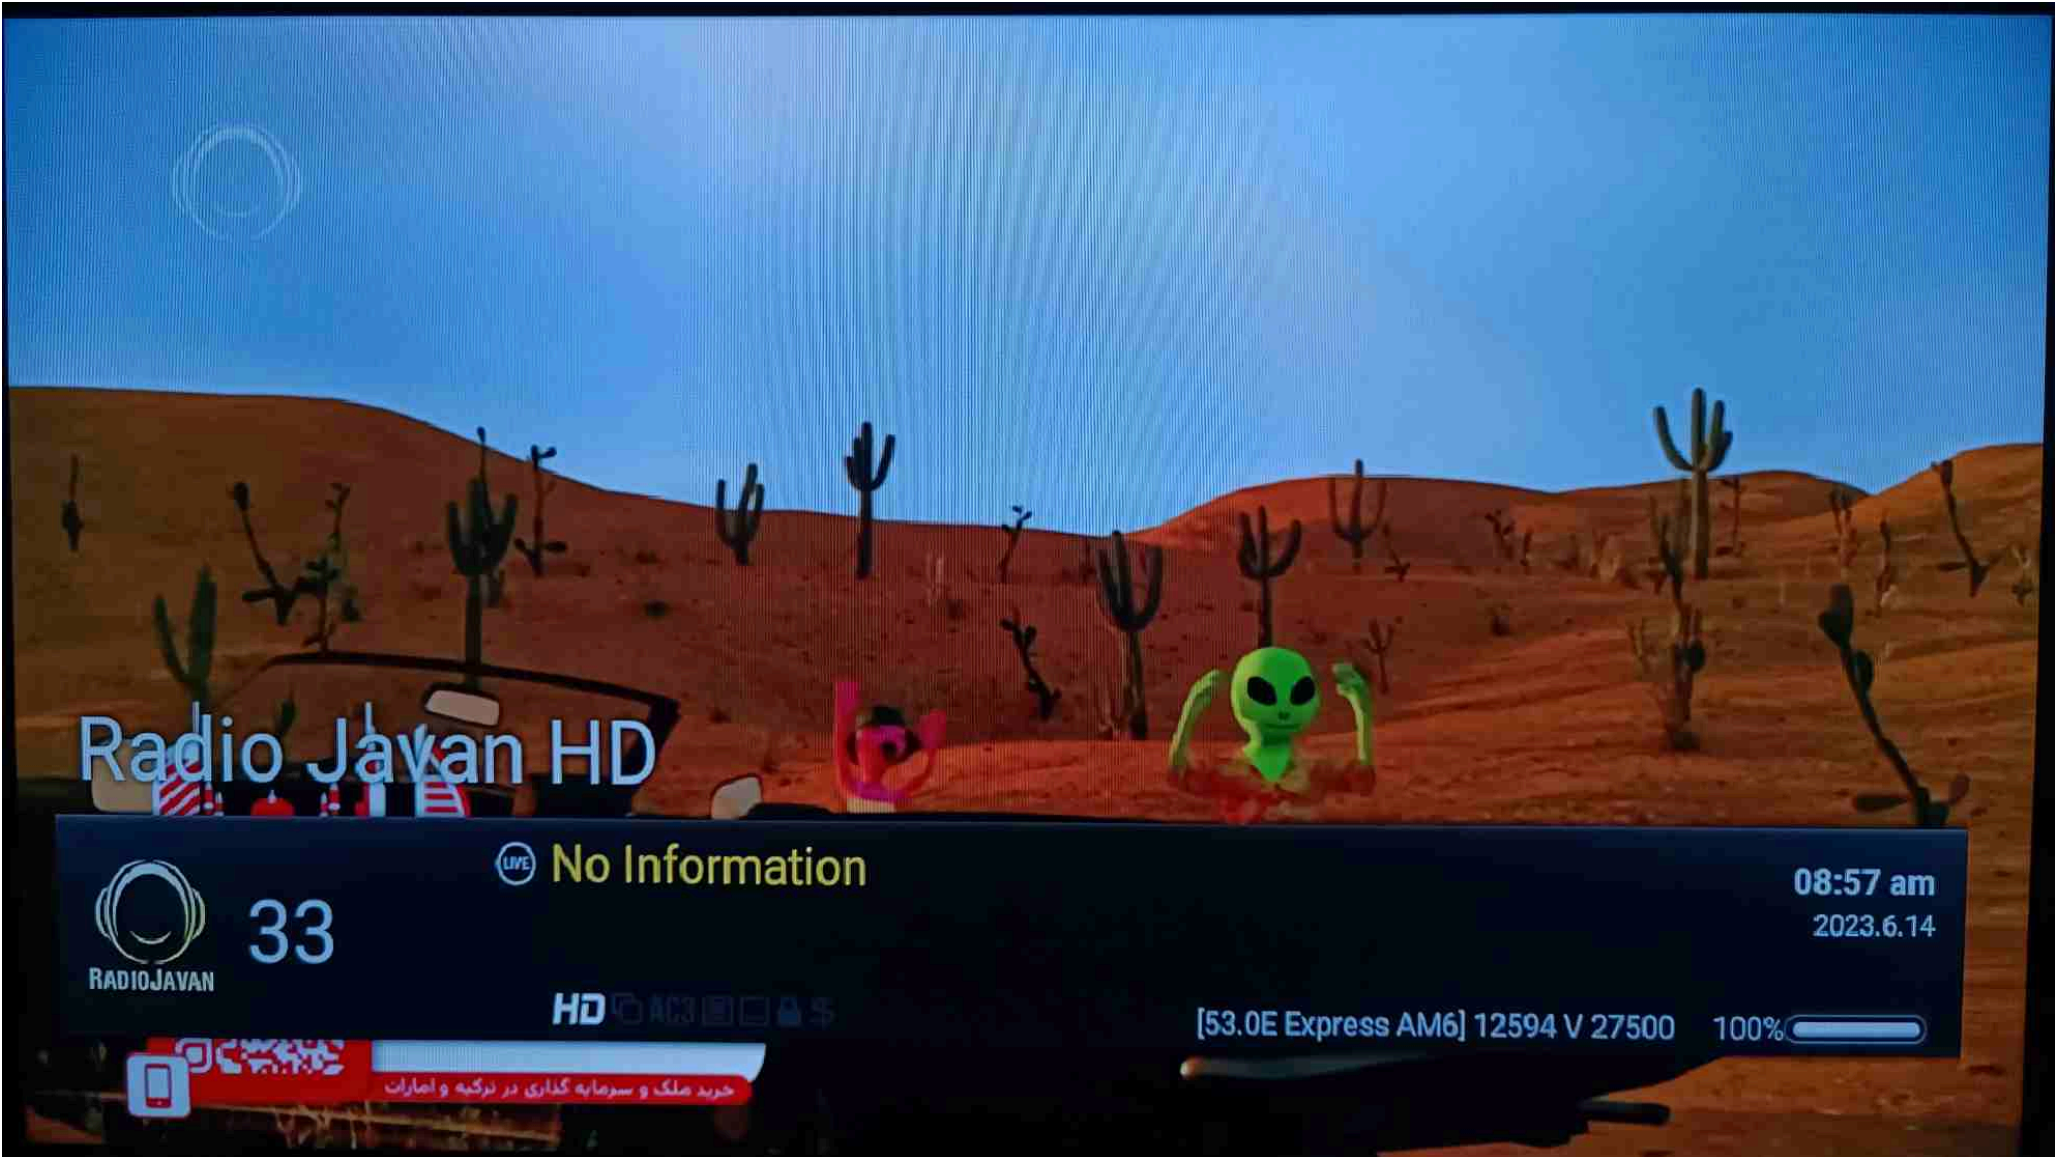 Radio Javan HD
LIVE No Information
08:57 am
2023.6.14
33
RADIOJAVAN
HD AC3 $
[53.0E Express AM6] 12594 V 27500 100%
خرید ملک و سرمایه گذاری در ترکیه و امارات